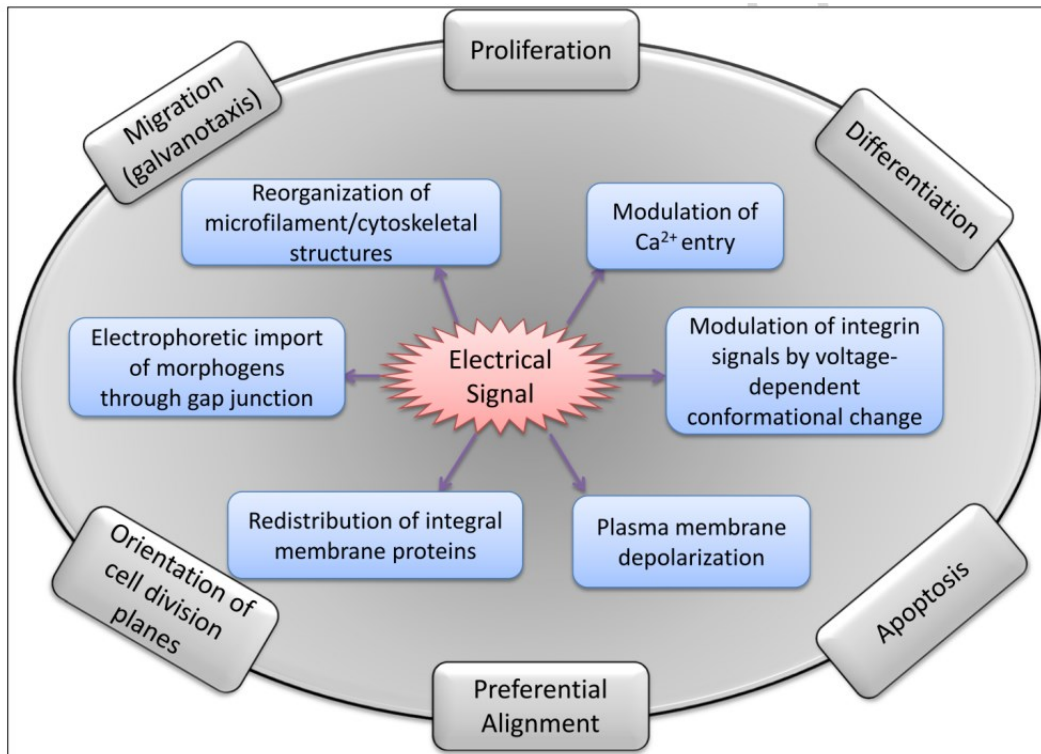 Proliferation
Migration
(galvanotaxis)
Differentiation
Reorganization of
microfilament/cytoskeletal
structures
Modulation of
Ca²⁺ entry
Electrophoretic import
of morphogens
through gap junction
Electrical
Signal
Modulation of integrin
signals by voltage-
dependent
conformational change
Redistribution of integral
membrane proteins
Plasma membrane
depolarization
Orientation of
cell division
planes
Apoptosis
Preferential
Alignment